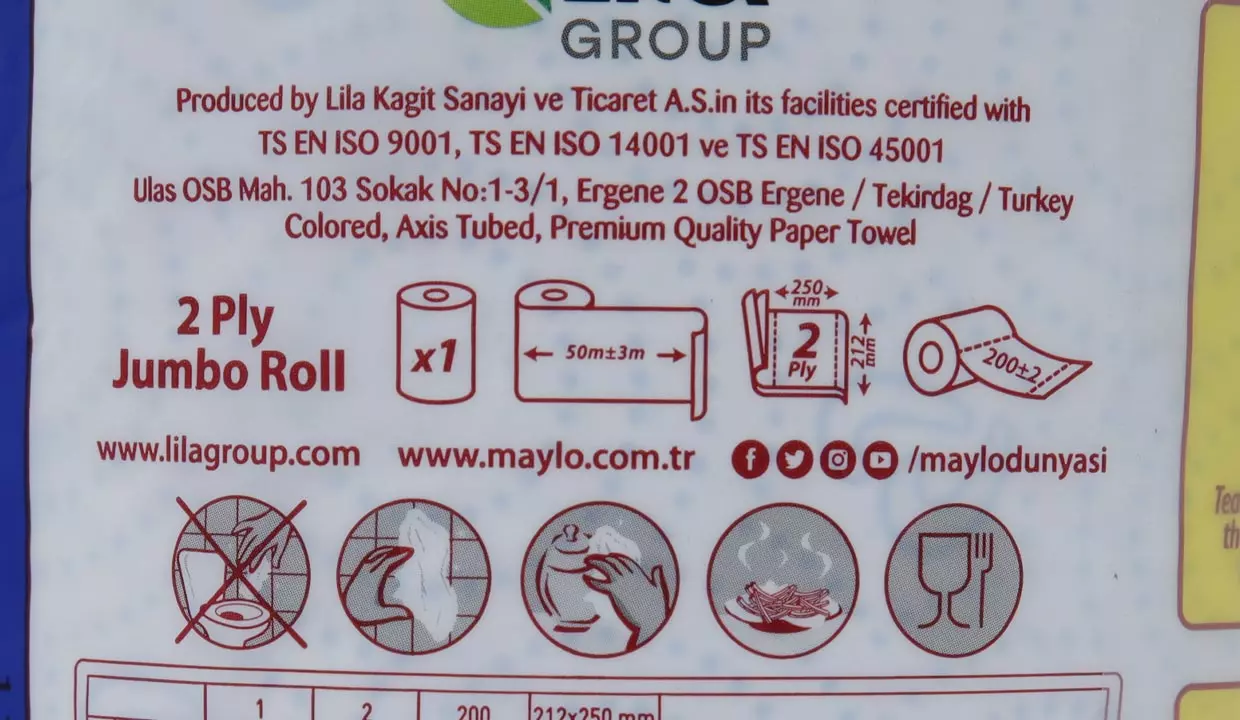 GROUP
Produced by Lila Kagit Sanayi ve Ticaret A.S.in its facilities certified with
TS EN ISO 9001, TS EN ISO 14001 ve TS EN ISO 45001
Ulas OSB Mah. 103 Sokak No:1-3/1, Ergene 2 OSB Ergene / Tekirdag / Turkey
Colored, Axis Tubed, Premium Quality Paper Towel
2 Ply
Jumbo Roll
x1
50m±3m
250
mm
2
Ply
212
mm
200±2
www.lilagroup.com www.maylo.com.tr /maylodunyasi
1 2 200 212x250 mm